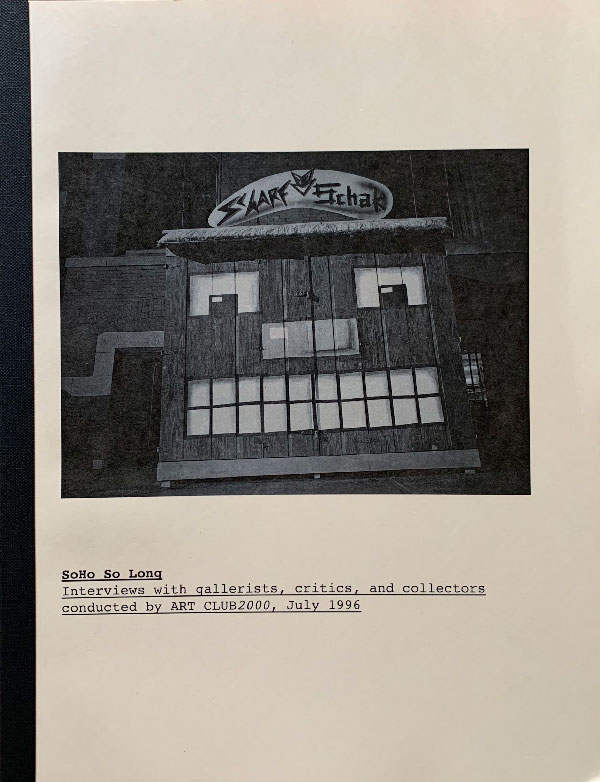 SCHARF Schak
SoHo So Long
Interviews with gallerists, critics, and collectors
conducted by ART CLUB2000, July 1996